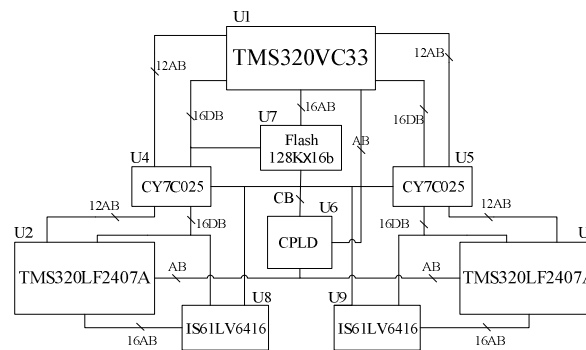 U1
TMS320VC33
12AB
12AB
16DB
16AB
16DB
U7
Flash
128KX16b
AB
U4
U5
CY7C025
CY7C025
CB
U6
12AB
16DB
16DB
12AB
U2
CPLD
U
TMS320LF2407A
AB
AB
TMS320LF2407A
U8
U9
16AB
IS61LV6416
IS61LV6416
16AB